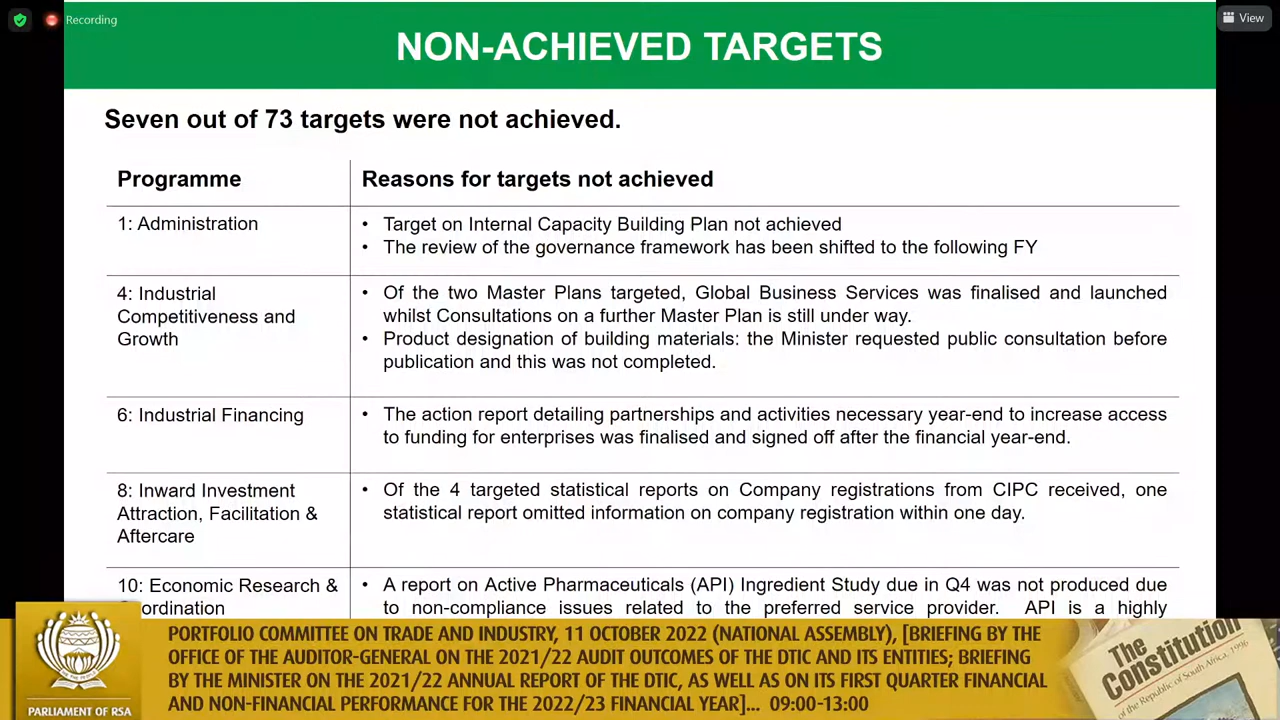 Recording
View
NON-ACHIEVED TARGETS
Seven out of 73 targets were not achieved.
Programme
Reasons for targets not achieved
1: Administration
• Target on Internal Capacity Building Plan not achieved
• The review of the governance framework has been shifted to the following FY
4: Industrial
Competitiveness and
Growth
• Of the two Master Plans targeted, Global Business Services was finalised and launched
whilst Consultations on a further Master Plan is still under way.
• Product designation of building materials: the Minister requested public consultation before
publication and this was not completed.
6: Industrial Financing
• The action report detailing partnerships and activities necessary year-end to increase access
to funding for enterprises was finalised and signed off after the financial year-end.
8: Inward Investment
Attraction, Facilitation &
Aftercare
• Of the 4 targeted statistical reports on Company registrations from CIPC received, one
statistical report omitted information on company registration within one day.
10: Economic Research &
ordination
• A report on Active Pharmaceuticals (API) Ingredient Study due in Q4 was not produced due
to non-compliance issues related to the preferred service provider. API is a highly
PORTFOLIO COMMITTEE ON TRADE AND INDUSTRY, 11 OCTOBER 2022 (NATIONAL ASSEMBLY), [BRIEFING BY THE
OFFICE OF THE AUDITOR-GENERAL ON THE 2021/22 AUDIT OUTCOMES OF THE DTIC AND ITS ENTITIES; BRIEFING
BY THE MINISTER ON THE 2021/22 ANNUAL REPORT OF THE DTIC, AS WELL AS ON ITS FIRST QUARTER FINANCIAL
AND NON-FINANCIAL PERFORMANCE FOR THE 2022/23 FINANCIAL YEAR]... 09:00-13:00
PARLIAMENT OF RSA
The
Constitution
of the Republic of South Africa, 1996